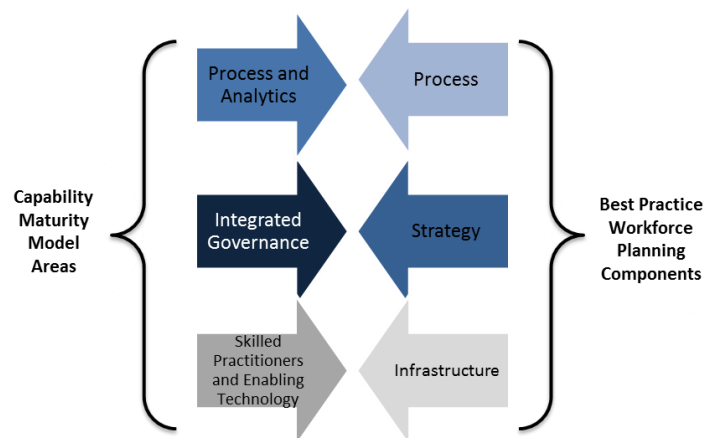 Capability
Maturity
Model
Areas
Process and
Analytics
Process
Integrated
Governance
Strategy
Skilled
Practitioners
and Enabling
Technology
Infrastructure
Best Practice
Workforce
Planning
Components